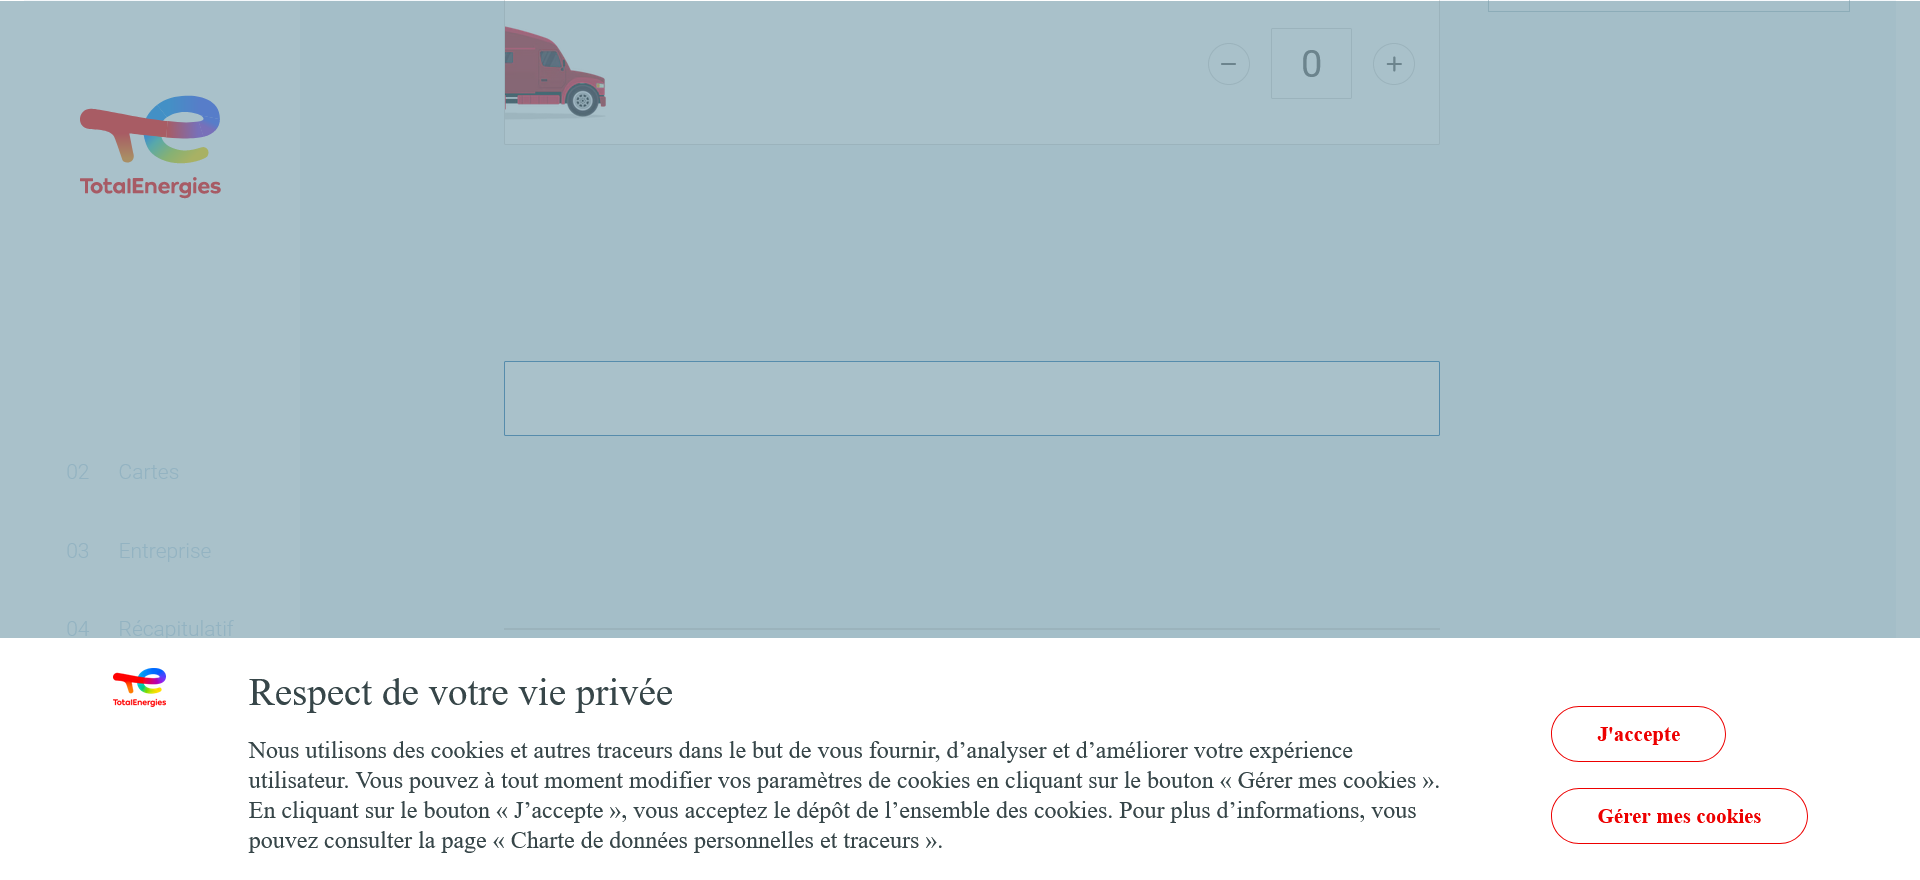 TotalEnergies
0
02 Cartes
03 Entreprise
04 Récapitulatif
TotalEnergies
Respect de votre vie privée
Nous utilisons des cookies et autres traceurs dans le but de vous fournir, d’analyser et d’améliorer votre expérience
utilisateur. Vous pouvez à tout moment modifier vos paramètres de cookies en cliquant sur le bouton « Gérer mes cookies ».
En cliquant sur le bouton « J’accepte », vous acceptez le dépôt de l’ensemble des cookies. Pour plus d’informations, vous
pouvez consulter la page « Charte de données personnelles et traceurs ».
J'accepte
Gérer mes cookies